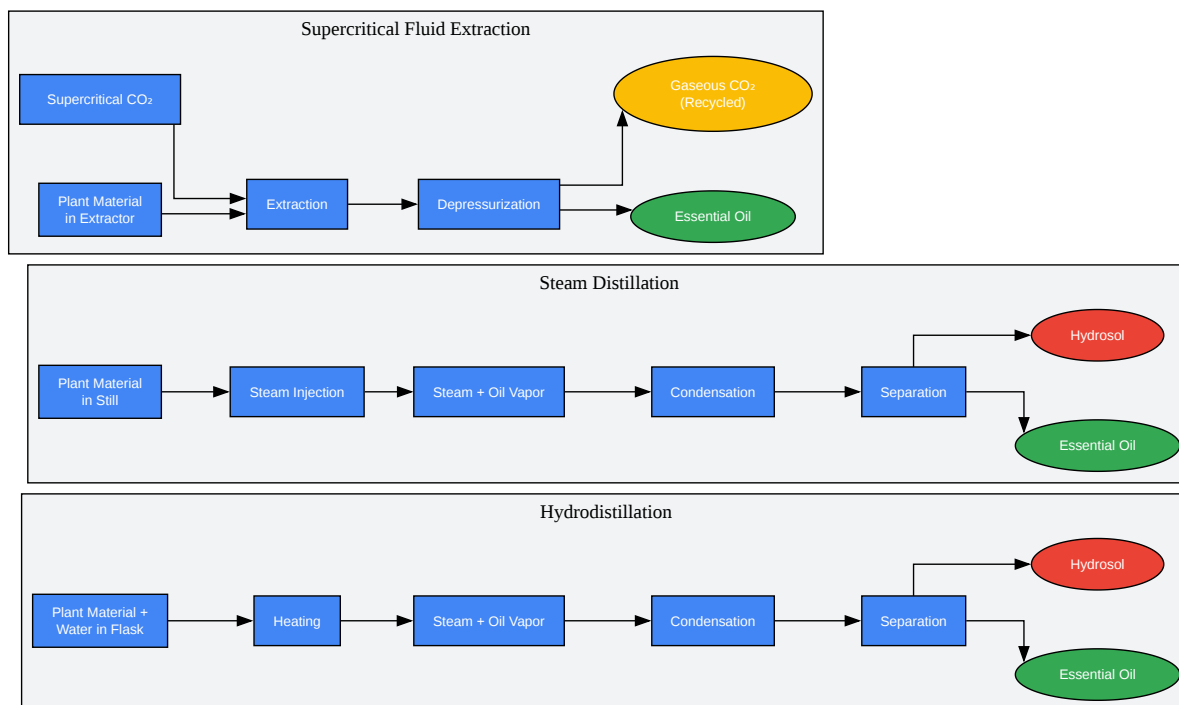 Supercritical Fluid Extraction
Supercritical CO₂
Gaseous CO₂
(Recycled)
Plant Material
in Extractor
Extraction
Depressurization
Essential Oil
Steam Distillation
Hydrosol
Plant Material
in Still
Steam Injection
Steam + Oil Vapor
Condensation
Separation
Essential Oil
Hydrodistillation
Hydrosol
Plant Material +
Water in Flask
Heating
Steam + Oil Vapor
Condensation
Separation
Essential Oil